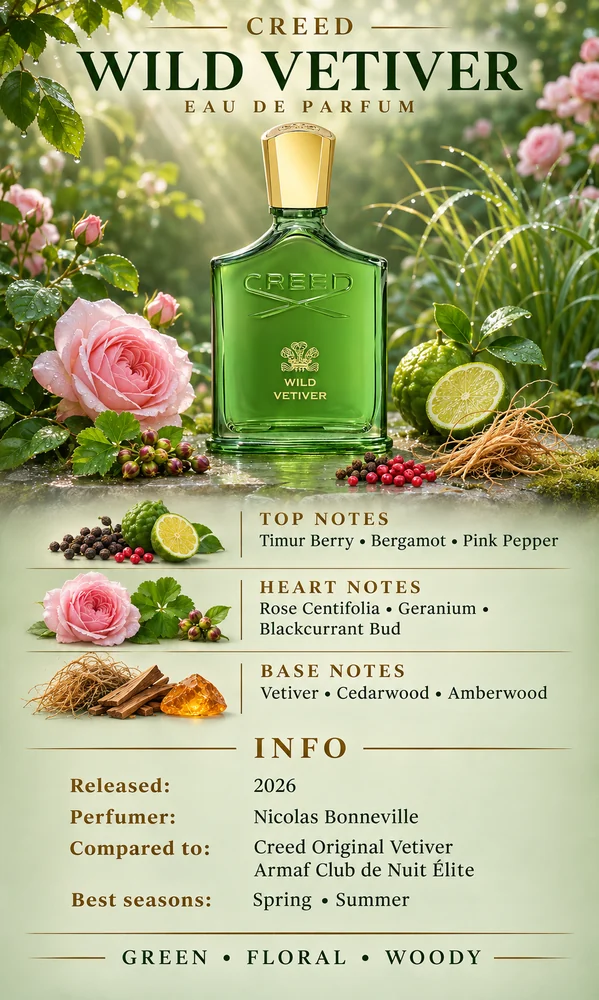 CREED
WILD VETIVER
EAU DE PARFUM
CREED
WILD
VETIVER
TOP NOTES
Timur Berry • Bergamot • Pink Pepper
HEART NOTES
Rose Centifolia • Geranium •
Blackcurrant Bud
BASE NOTES
Vetiver • Cedarwood • Amberwood
INFO
Released: 2026
Perfumer: Nicolas Bonneville
Compared to: Creed Original Vetiver
Armaf Club de Nuit Élite
Best seasons: Spring • Summer
GREEN • FLORAL • WOODY